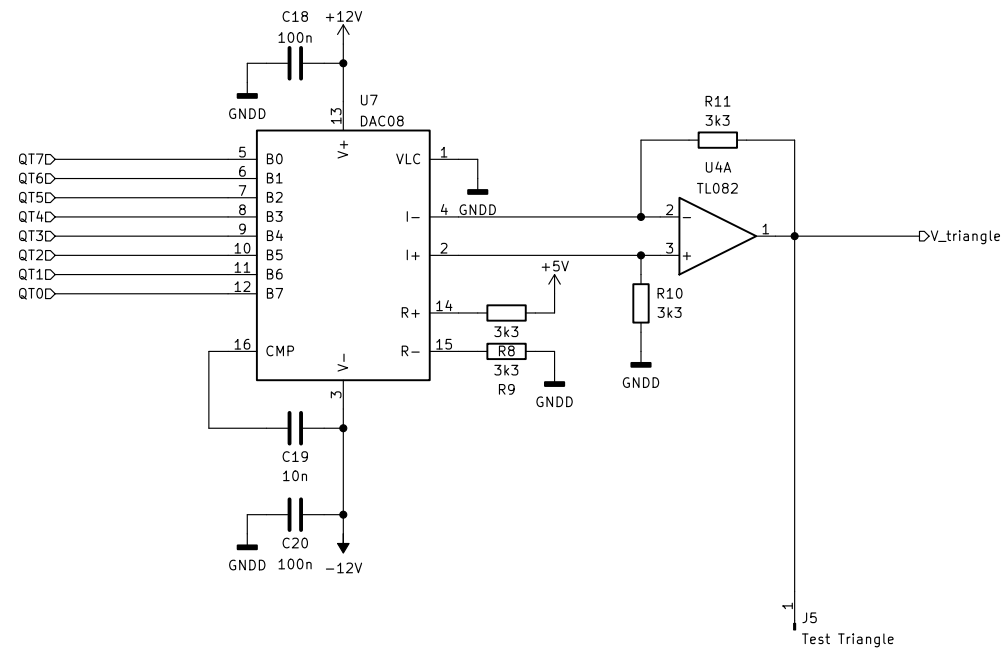 C18
100n
+12V
GNDD
U7
DAC08
13
V+
QT7
5
B0
QT6
6
B1
QT5
7
B2
QT4
8
B3
QT3
9
B4
QT2
10
B5
QT1
11
B6
QT0
12
B7
VLC
1
GNDD
I-
4
I+
2
R+
14
R-
15
16
CMP
V-
3
+5V
3k3
R8
3k3
R9
GNDD
R11
3k3
U4A
TL082
2
-
3
+
1
V_triangle
R10
3k3
GNDD
C19
10n
GNDD
C20
100n
-12V
1
J5
Test Triangle